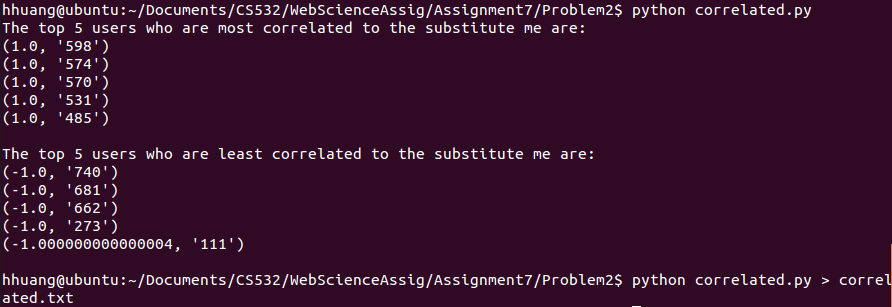 hhuang@ubuntu:~/Documents/CS532/WebScienceAssig/Assignment7/Problem2$ python correlated.py
The top 5 users who are most correlated to the substitute me are:
(1.0, '598')
(1.0, '574')
(1.0, '570')
(1.0, '531')
(1.0, '485')

The top 5 users who are least correlated to the substitute me are:
(-1.0, '740')
(-1.0, '681')
(-1.0, '662')
(-1.0, '273')
(-1.000000000000004, '111')

hhuang@ubuntu:~/Documents/CS532/WebScienceAssig/Assignment7/Problem2$ python correlated.py > correl
ated.txt